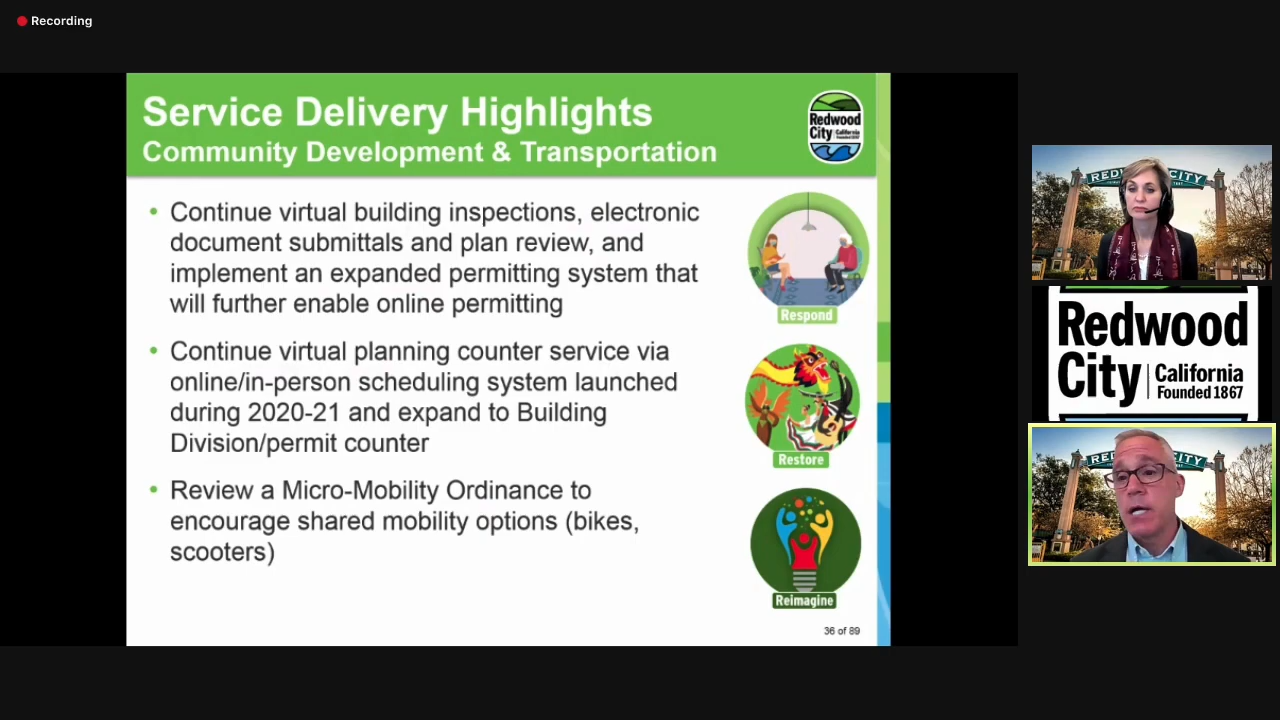 Recording
Service Delivery Highlights
Community Development & Transportation
Redwood
City
California
Founded 1867
• Continue virtual building inspections, electronic
document submittals and plan review, and
implement an expanded permitting system that
will further enable online permitting
• Continue virtual planning counter service via
online/in-person scheduling system launched
during 2020-21 and expand to Building
Division/permit counter
• Review a Micro-Mobility Ordinance to
encourage shared mobility options (bikes,
scooters)
Respond
Restore
Reimagine
36 of 89
Redwood
City
California
Founded 1867